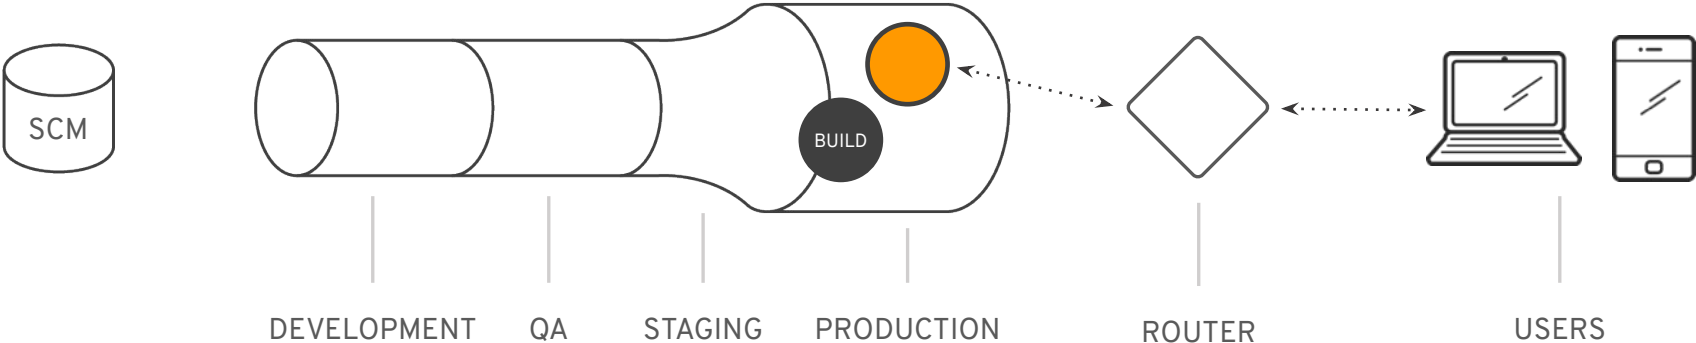 SCM
BUILD
DEVELOPMENT
QA
STAGING
PRODUCTION
ROUTER
USERS